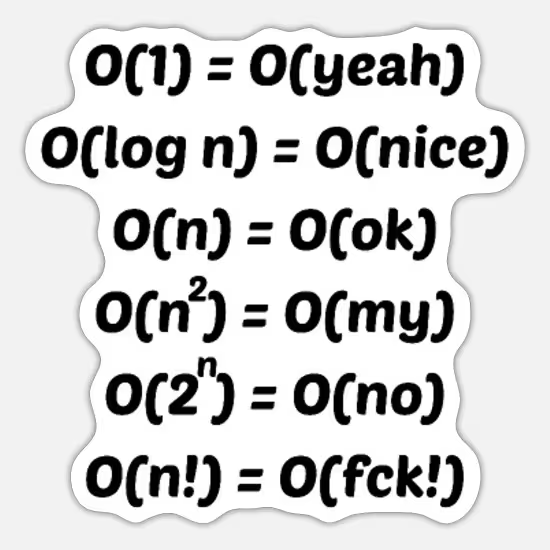 O(1) = O(yeah)
O(log n) = O(nice)
O(n) = O(ok)
O(n²) = O(my)
O(2ⁿ) = O(no)
O(n!) = O(fck!)